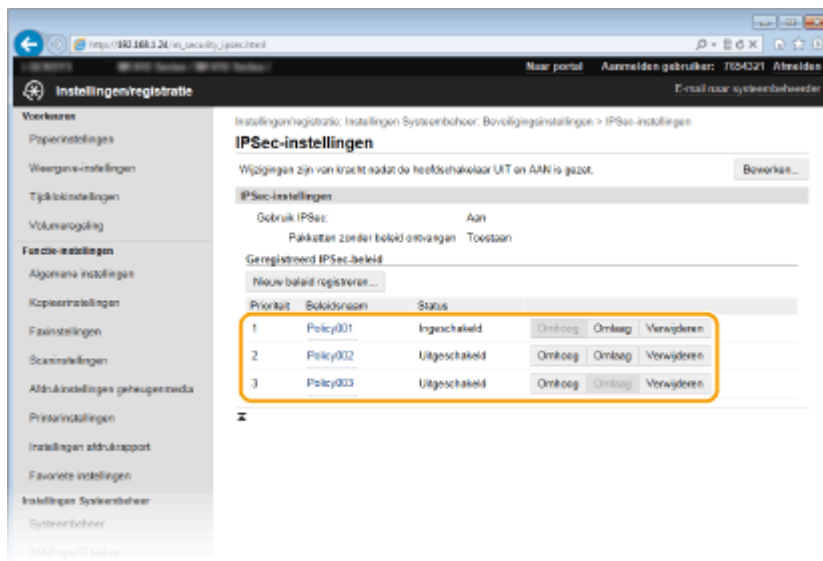 http://192.168.1.24/m_security_ipsec.html
Naar portal Aanmelden gebruiker: 7654321 Afmelden
Instellingen/registratie
E-mail naar systeembeheerder
Voorkeuren
Papierinstellingen
Weergave-instellingen
Tijdklokinstellingen
Volumeregeling
Functie-instellingen
Algemene instellingen
Kopieerinstellingen
Faxinstellingen
Scaninstellingen
Afdrukinstellingen geheugenmedia
Printerinstellingen
Instellingen afdrukrapport
Favoriete instellingen
Instellingen Systeembeheer
Systeembeheer
Instellingen/registratie: Instellingen Systeembeheer: Beveiligingsinstallingen > IPSec-instellingen
IPSec-instellingen
Wijzigingen zijn van kracht nadat de hoofdschakelaar UIT en AAN is gezet.
Bewerken...
IPSec-instellingen
Gebruik IPSec: Aan
Pakketten zonder beleid ontvangen Toestaan
Geregistreerd IPSec-beleid
Nieuw beleid registreren...
Prioriteit Beleidsnaam Status
1 Policy001 Ingeschakeld Omhoog Omlaag Verwijderen
2 Policy002 Uitgeschakeld Omhoog Omlaag Verwijderen
3 Policy003 Uitgeschakeld Omhoog Omlaag Verwijderen